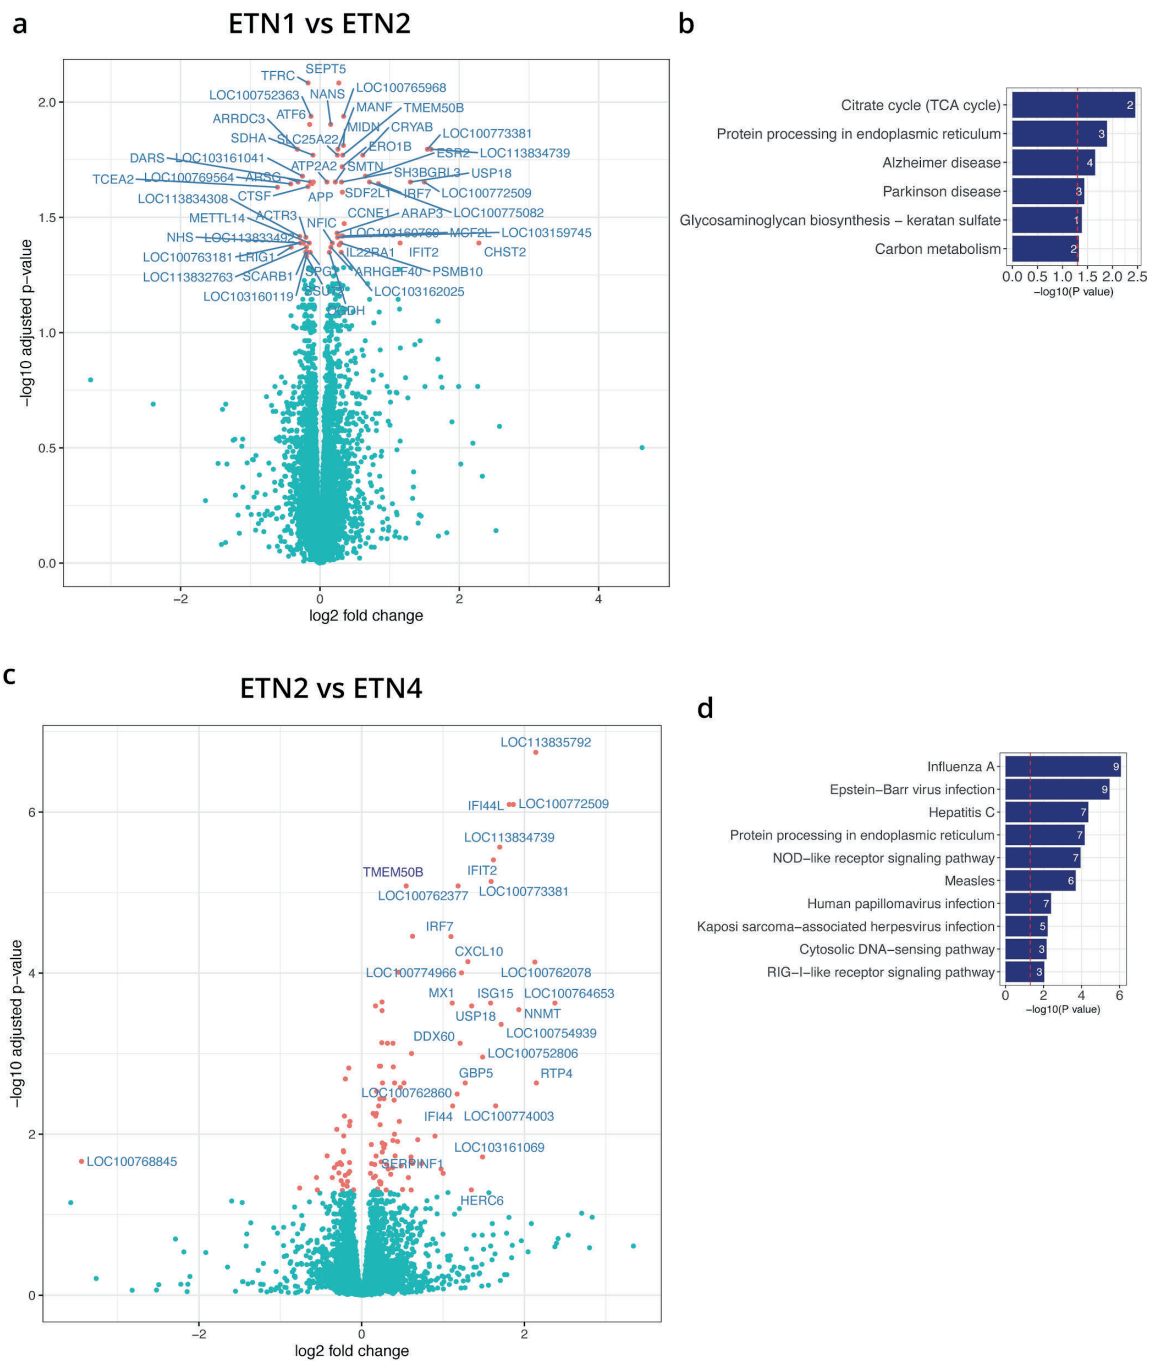 a
ETN1 vs ETN2
TFRC
SEPT5
LOC100765968
LOC100752363
NANS
MANF
TMEM50B
ARRDC3
ATF6
MIDN
CRYAB
SDHA
SLC25A22
LOC100773381
ERO1B
DARS
LOC103161041
ESR2
LOC113834739
ATP2A2
SMTN
SH3BGRL3
USP18
TCEA2
LOC100769564
ARSG
CTSF
APP
SDF2L1
IRF7
LOC100772509
LOC113834308
CCNE1
ARAP3
LOC100775082
METTL14
ACTR3
NFIC
NHS
LOC113833492
LOC103160769
MCF2L
LOC103159745
LOC100763181
LRIG1
IL22RA1
IFIT2
CHST2
LOC113832763
SCARB1
ARHGEF40
PSMB10
LOC103160119
LOC103162025
OGDH
2.0
1.5
1.0
0.5
0.0
−2
0
2
4
−log10 adjusted p−value
log2 fold change
b
Citrate cycle (TCA cycle)
2
Protein processing in endoplasmic reticulum
3
Alzheimer disease
4
Parkinson disease
3
Glycosaminoglycan biosynthesis − keratan sulfate
1
Carbon metabolism
2
0.0 0.5 1.0 1.5 2.0 2.5
−log10(P value)
c
ETN2 vs ETN4
LOC113835792
IFI44L
LOC100772509
LOC113834739
TMEM50B
IFIT2
LOC100762377
LOC100773381
IRF7
CXCL10
LOC100774966
LOC100762078
MX1
ISG15
LOC100764653
USP18
NNMT
DDX60
LOC100754939
LOC100752806
GBP5
RTP4
LOC100762860
IFI44
LOC100774003
LOC103161069
LOC100768845
SERPINF1
HERC6
6
4
2
0
−2
0
2
−log10 adjusted p−value
log2 fold change
d
Influenza A
9
Epstein−Barr virus infection
9
Hepatitis C
7
Protein processing in endoplasmic reticulum
7
NOD−like receptor signaling pathway
7
Measles
6
Human papillomavirus infection
7
Kaposi sarcoma−associated herpesvirus infection
5
Cytosolic DNA−sensing pathway
3
RIG−I−like receptor signaling pathway
3
0 2 4 6
−log10(P value)